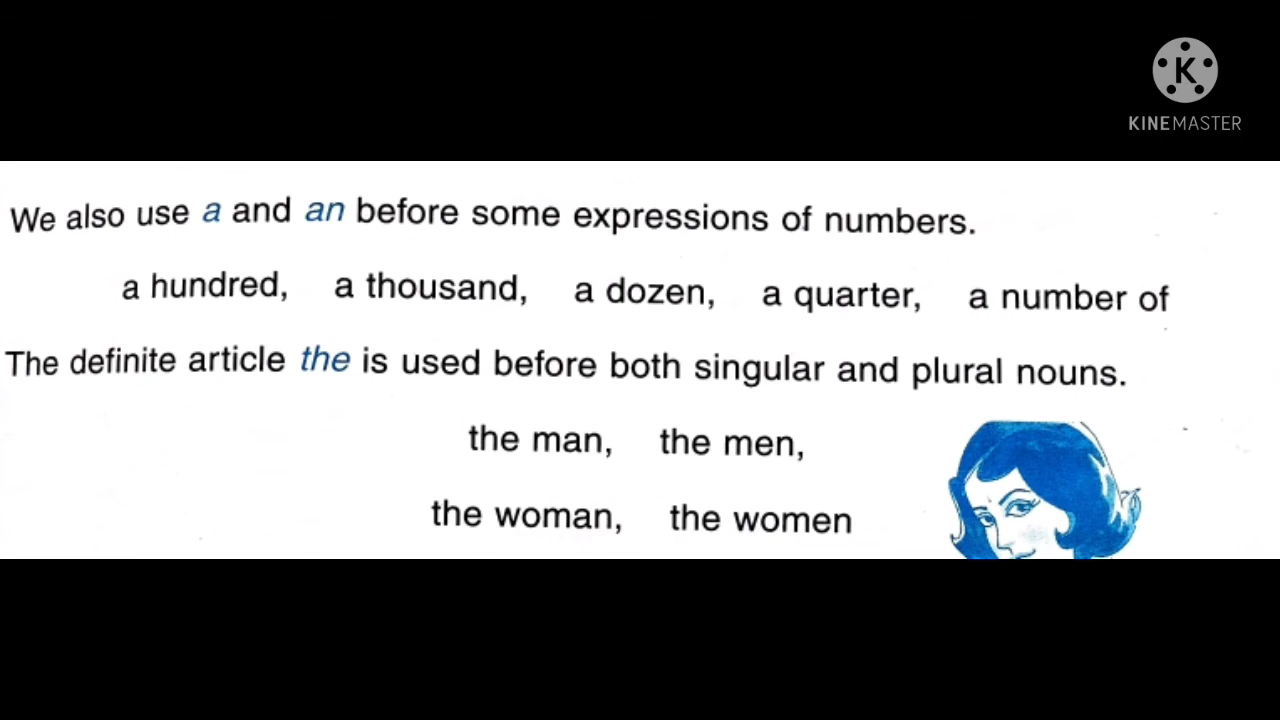 K
KINEMASTER
We also use a and an before some expressions of numbers.
a hundred, a thousand, a dozen, a quarter, a number of
The definite article the is used before both singular and plural nouns.
the man, the men,
the woman, the women